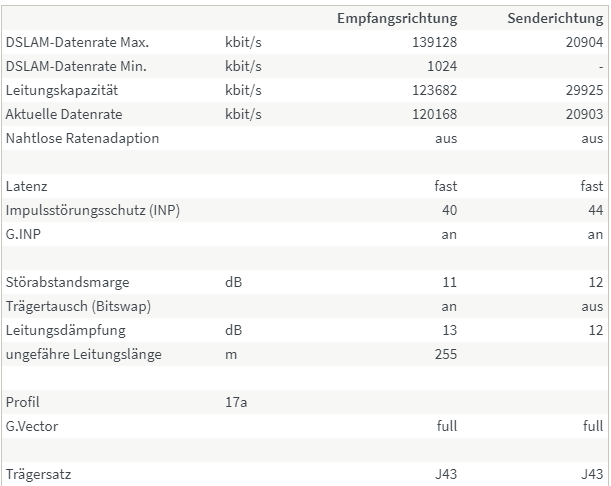 Empfangsrichtung Senderichtung
DSLAM-Datenrate Max. kbit/s 139128 20904
DSLAM-Datenrate Min. kbit/s 1024 -
Leitungskapazität kbit/s 123682 29925
Aktuelle Datenrate kbit/s 120168 20903
Nahtlose Ratenadaption aus aus
Latenz fast fast
Impulsstörungsschutz (INP) 40 44
G.INP an an
Störabstandsmarge dB 11 12
Trägertausch (Bitswap) an aus
Leitungsdämpfung dB 13 12
ungefähre Leitungslänge m 255
Profil 17a
G.Vector full full
Trägersatz J43 J43